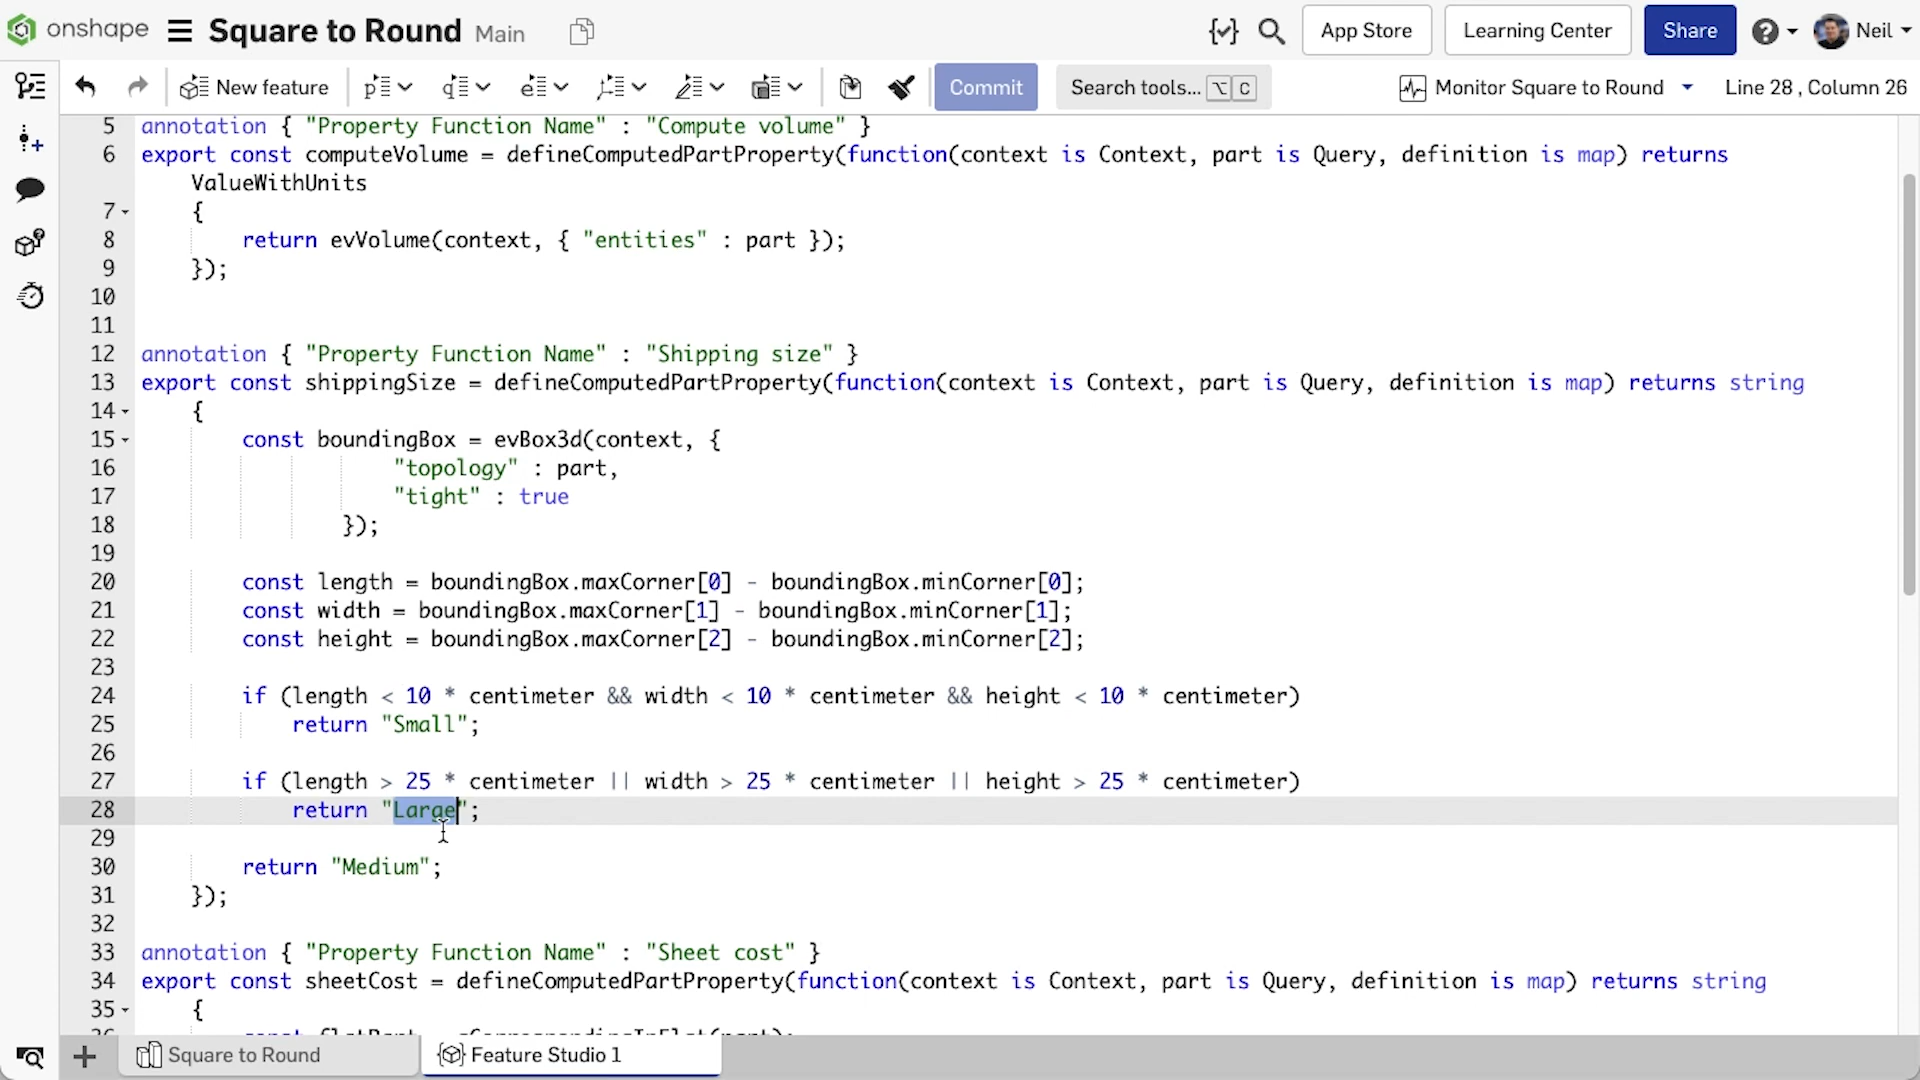 onshape Square to Round Main App Store Learning Center Share Neil
New feature Commit Search tools... ⌥ C Monitor Square to Round Line 28 , Column 26
5 annotation { "Property Function Name" : "Compute volume" }
6 export const computeVolume = defineComputedPartProperty(function(context is Context, part is Query, definition is map) returns
ValueWithUnits
7 {
8 return evVolume(context, { "entities" : part });
9 });
10
11
12 annotation { "Property Function Name" : "Shipping size" }
13 export const shippingSize = defineComputedPartProperty(function(context is Context, part is Query, definition is map) returns string
14 {
15 const boundingBox = evBox3d(context, {
16 "topology" : part,
17 "tight" : true
18 });
19
20 const length = boundingBox.maxCorner[0] - boundingBox.minCorner[0];
21 const width = boundingBox.maxCorner[1] - boundingBox.minCorner[1];
22 const height = boundingBox.maxCorner[2] - boundingBox.minCorner[2];
23
24 if (length < 10 * centimeter && width < 10 * centimeter && height < 10 * centimeter)
25 return "Small";
26
27 if (length > 25 * centimeter || width > 25 * centimeter || height > 25 * centimeter)
28 return "Large";
29
30 return "Medium";
31 });
32
33 annotation { "Property Function Name" : "Sheet cost" }
34 export const sheetCost = defineComputedPartProperty(function(context is Context, part is Query, definition is map) returns string
35 {
Square to Round Feature Studio 1